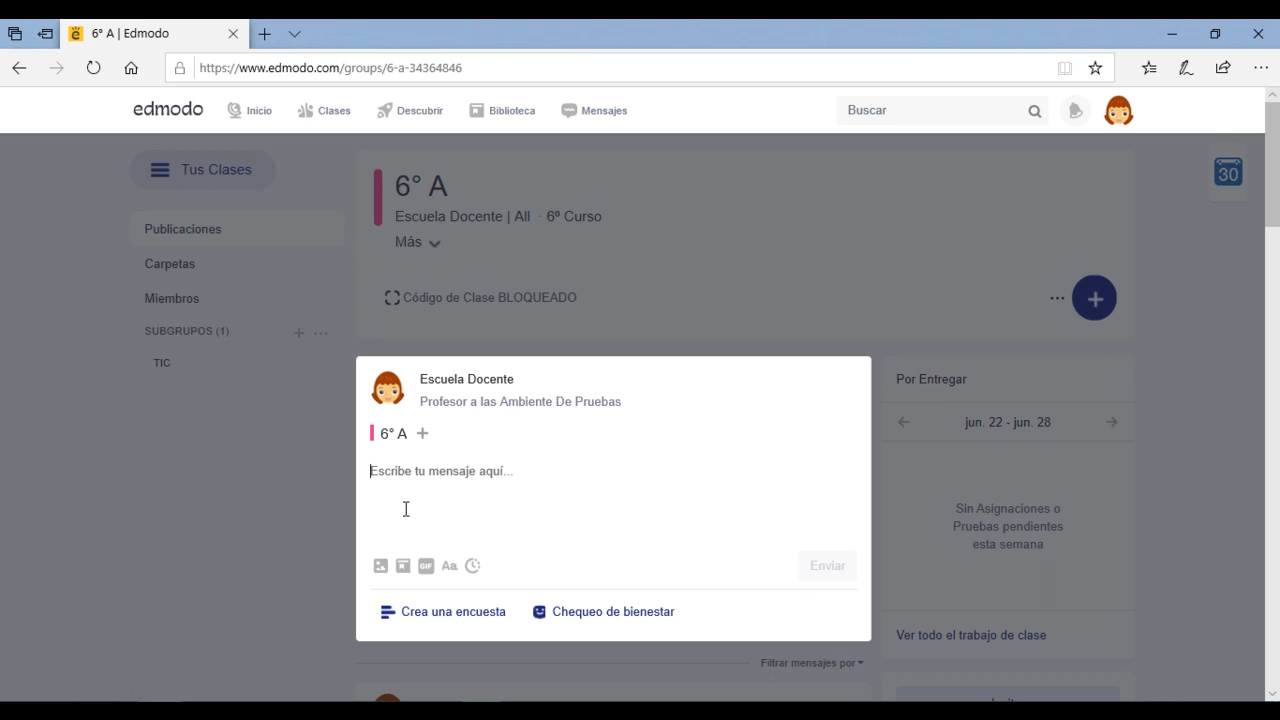 6° A | Edmodo
https://www.edmodo.com/groups/6-a-34364846
edmodo Inicio Clases Descubrir Biblioteca Mensajes Buscar
Tus Clases
Publicaciones
Carpetas
Miembros
SUBGRUPOS (1)
TIC
6° A
Escuela Docente | All · 6º Curso
Más
Código de Clase BLOQUEADO
30
Escuela Docente
Profesor a las Ambiente De Pruebas
6° A
Escribe tu mensaje aquí...
GIF Aa
Enviar
Crea una encuesta Chequeo de bienestar
Filtrar mensajes por
Por Entregar
jun. 22 - jun. 28
Sin Asignaciones o
Pruebas pendientes
esta semana
Ver todo el trabajo de clase